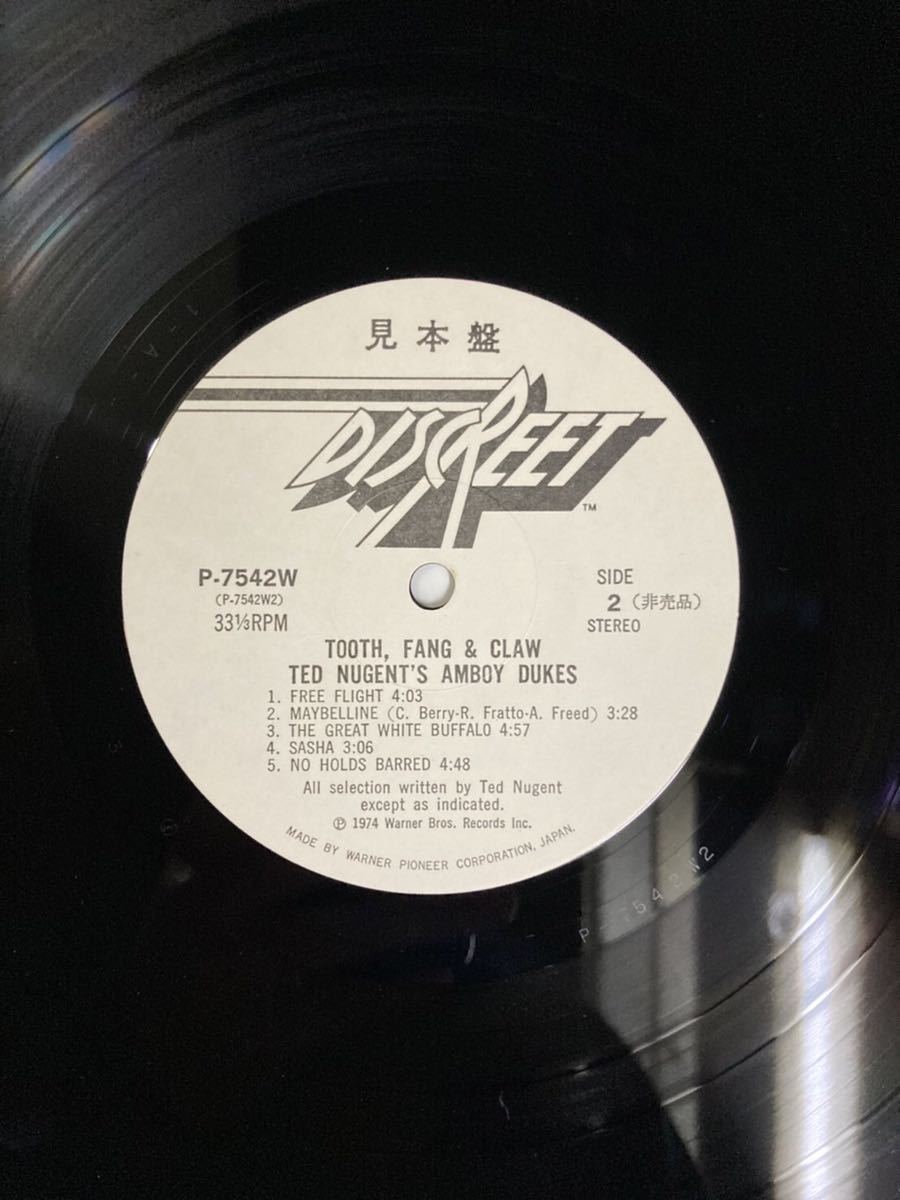 見本盤
DISCREET
TM
P-7542W
(P-7542W2)
33⅓RPM
SIDE
2 (非売品)
STEREO
TOOTH, FANG & CLAW
TED NUGENT'S AMBOY DUKES
1. FREE FLIGHT 4:03
2. MAYBELLINE (C. Berry-R. Fratto-A. Freed) 3:28
3. THE GREAT WHITE BUFFALO 4:57
4. SASHA 3:06
5. NO HOLDS BARRED 4:48
All selection written by Ted Nugent
except as indicated.
℗ 1974 Warner Bros. Records Inc.
MADE BY WARNER PIONEER CORPORATION, JAPAN.
P-7542W2
1-A-